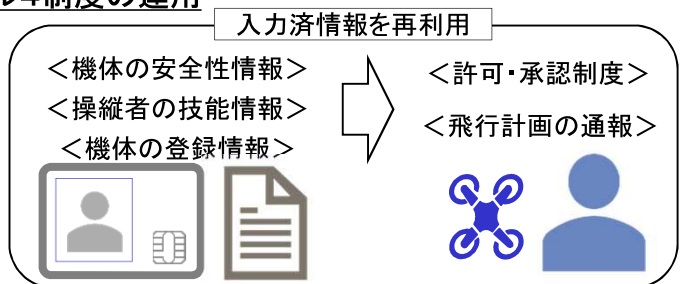 4制度の運用
入力済情報を再利用
＜機体の安全性情報＞
＜操縦者の技能情報＞
＜機体の登録情報＞
＜許可・承認制度＞
＜飛行計画の通報＞